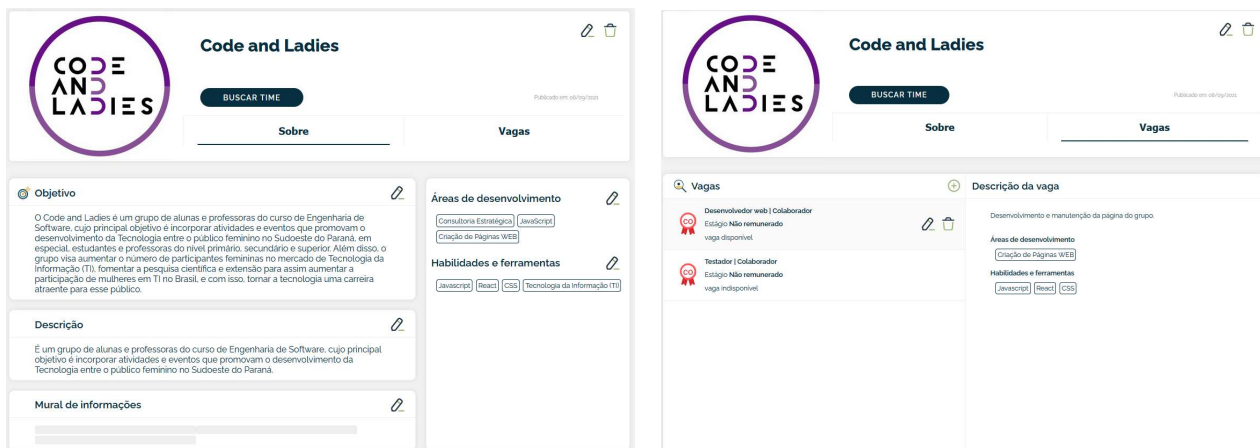 CODE
AND
LADIES
Code and Ladies
BUSCAR TIME
Publicado em: 08/09/2021
Sobre
Vagas
Objetivo
O Code and Ladies é um grupo de alunas e professoras do curso de Engenharia de
Software, cujo principal objetivo é incorporar atividades e eventos que promovam o
desenvolvimento da Tecnologia entre o público feminino no Sudoeste do Paraná, em
especial, estudantes e professoras do nível primário, secundário e superior. Além disso, o
grupo visa aumentar o número de participantes femininas no mercado de Tecnologia da
Informação (TI), fomentar a pesquisa científica e extensão para assim aumentar a
participação de mulheres em TI no Brasil, e com isso, tornar a tecnologia uma carreira
atraente para esse público.
Descrição
É um grupo de alunas e professoras do curso de Engenharia de Software, cujo principal
objetivo é incorporar atividades e eventos que promovam o desenvolvimento da
Tecnologia entre o público feminino no Sudoeste do Paraná.
Mural de informações
Áreas de desenvolvimento
Consultoria Estratégica JavaScript
Criação de Páginas WEB
Habilidades e ferramentas
Javascript React CSS Tecnologia da Informação (TI)
CODE
AND
LADIES
Code and Ladies
BUSCAR TIME
Publicado em: 08/09/2021
Sobre
Vagas
Vagas
CO
Desenvolvedor web | Colaborador
Estágio Não remunerado
vaga disponível
CO
Testador | Colaborador
Estágio Não remunerado
vaga indisponível
Descrição da vaga
Desenvolvimento e manutenção da página do grupo.
Áreas de desenvolvimento
Criação de Páginas WEB
Habilidades e ferramentas
Javascript React CSS